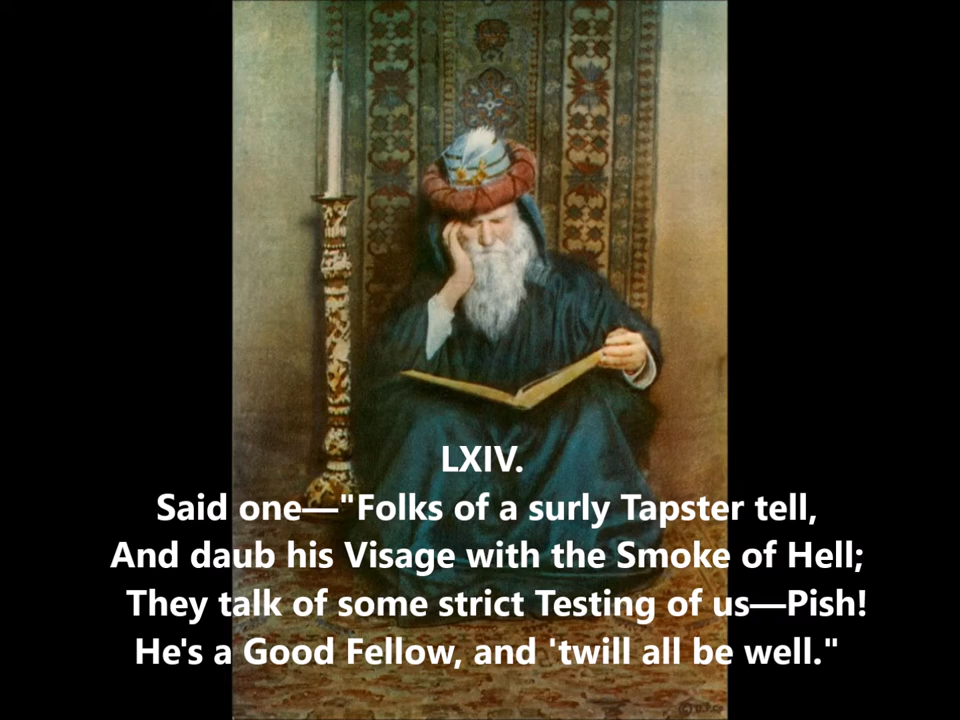 LXIV.
Said one—"Folks of a surly Tapster tell,
And daub his Visage with the Smoke of Hell;
They talk of some strict Testing of us—Pish!
He's a Good Fellow, and 'twill all be well."